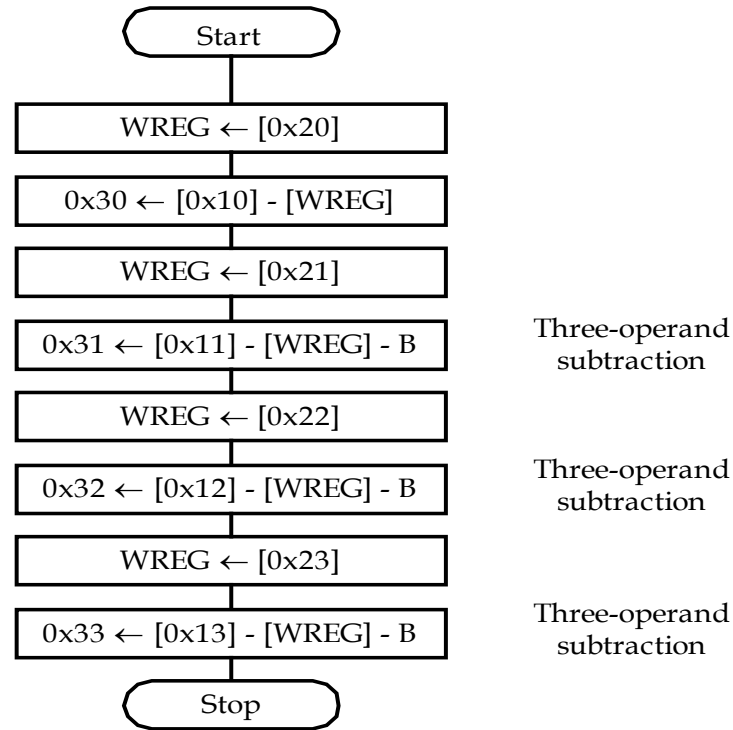 Start
WREG ← [0x20]
0x30 ← [0x10] - [WREG]
WREG ← [0x21]
0x31 ← [0x11] - [WREG] - B
Three-operand
subtraction
WREG ← [0x22]
0x32 ← [0x12] - [WREG] - B
Three-operand
subtraction
WREG ← [0x23]
0x33 ← [0x13] - [WREG] - B
Three-operand
subtraction
Stop